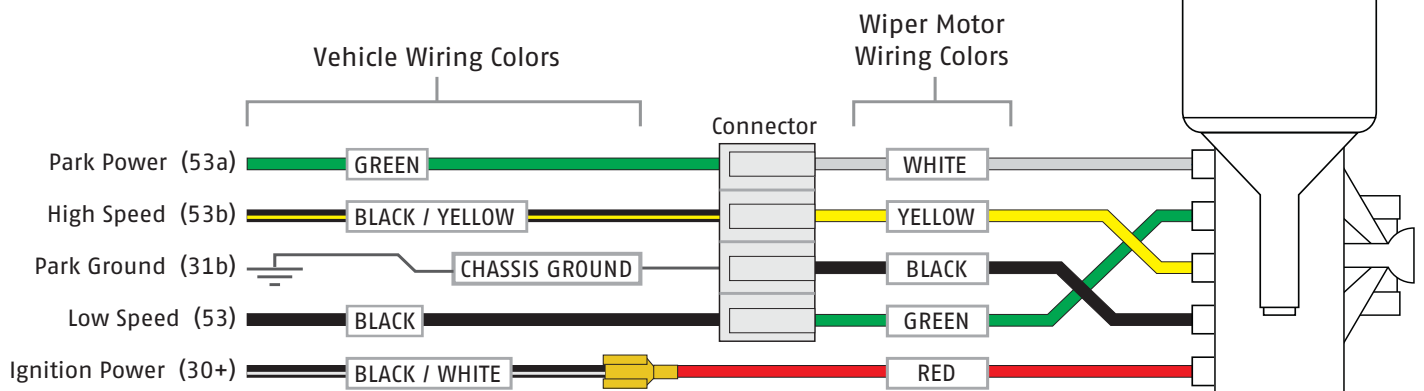 Vehicle Wiring Colors
Wiper Motor
Wiring Colors
Connector
Park Power (53a) GREEN WHITE
High Speed (53b) BLACK / YELLOW YELLOW
Park Ground (31b) CHASSIS GROUND BLACK
Low Speed (53) BLACK GREEN
Ignition Power (30+) BLACK / WHITE RED